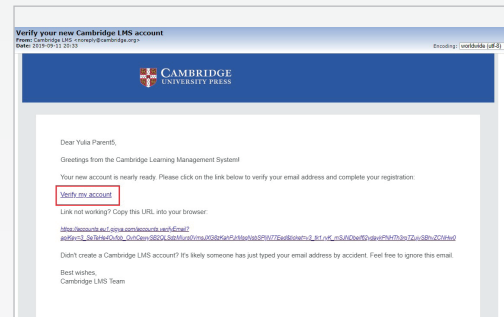 Verify your new Cambridge LMS account
From: Cambridge LMS <noreply@cambridge.org>
Date: 2019-09-11 20:33
Encoding: worldwide (utf-8)
CAMBRIDGE
UNIVERSITY PRESS
Dear Yulia Parent5,
Greetings from the Cambridge Learning Management System!
Your new account is nearly ready. Please click on the link below to verify your email address and complete your registration:
Verify my account
Link not working? Copy this URL into your browser:
https://accounts.eu1.gigya.com/accounts.verifyEmail?
Didn't create a Cambridge LMS account? It's likely someone has just typed your email address by accident. Feel free to ignore this email.
Best wishes,
Cambridge LMS Team